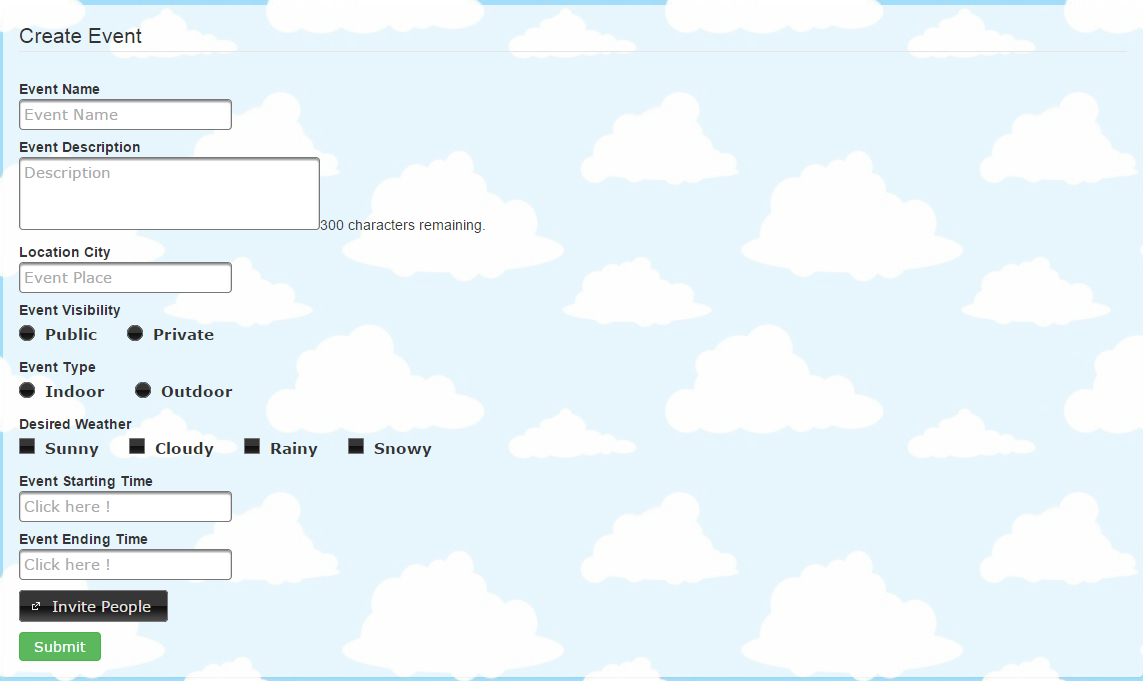 Create Event
Event Name
Event Name
Event Description
Description
300 characters remaining.
Location City
Event Place
Event Visibility
Public Private
Event Type
Indoor Outdoor
Desired Weather
Sunny Cloudy Rainy Snowy
Event Starting Time
Click here !
Event Ending Time
Click here !
Invite People
Submit